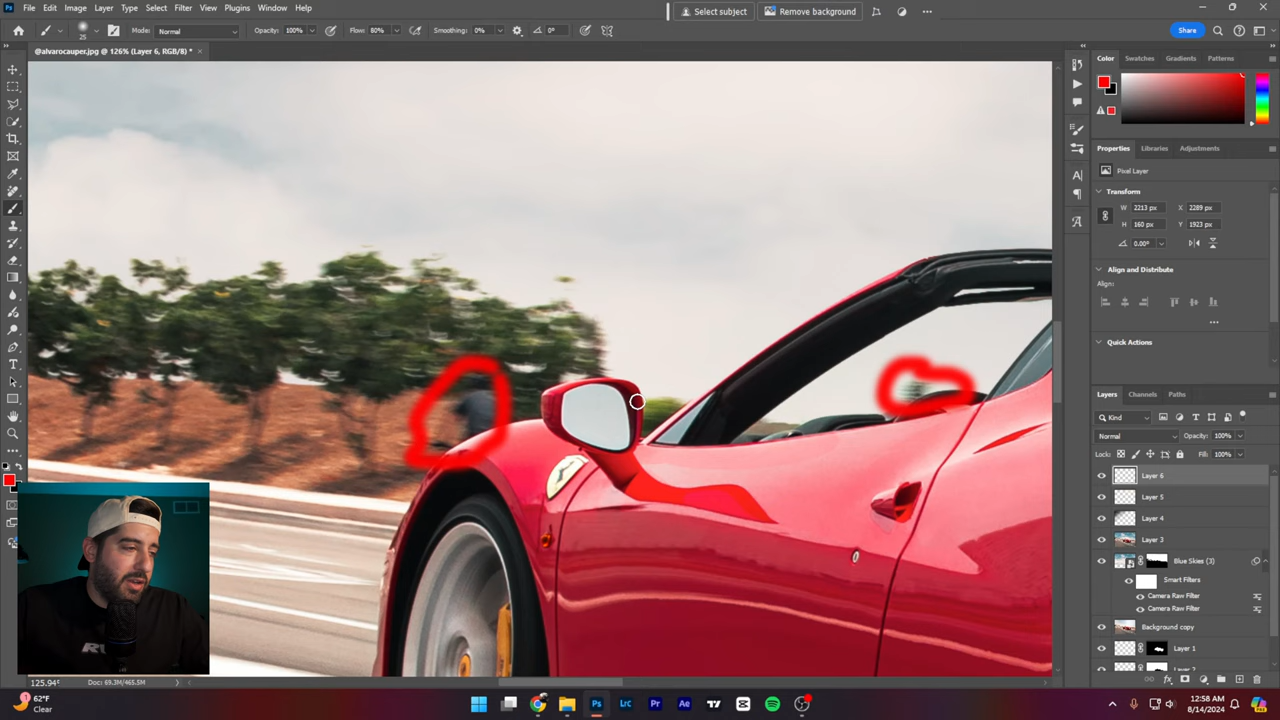 File Edit Image Layer Type Select Filter View Plugins Window Help
Select subject Remove background
Mode: Normal Opacity: 100% Flow: 80% Smoothing: 0% 0° Share
25
@alvarocauper.jpg @ 126% (Layer 6, RGB/8) *
Color Swatches Gradients Patterns
Properties Libraries Adjustments
Pixel Layer
Transform
W 2213 px X 2289 px
H 160 px Y 1923 px
0.00°
Align and Distribute
Align:
Quick Actions
Layers Channels Paths
Kind
Normal Opacity: 100%
Lock: Fill: 100%
Layer 6
Layer 5
Layer 4
Layer 3
Blue Skies (3)
Smart Filters
Camera Raw Filter
Camera Raw Filter
Background copy
Layer 1
Layer 2
125.94% Doc: 69.3M/465.5M
62°F
Clear
12:58 AM
8/14/2024